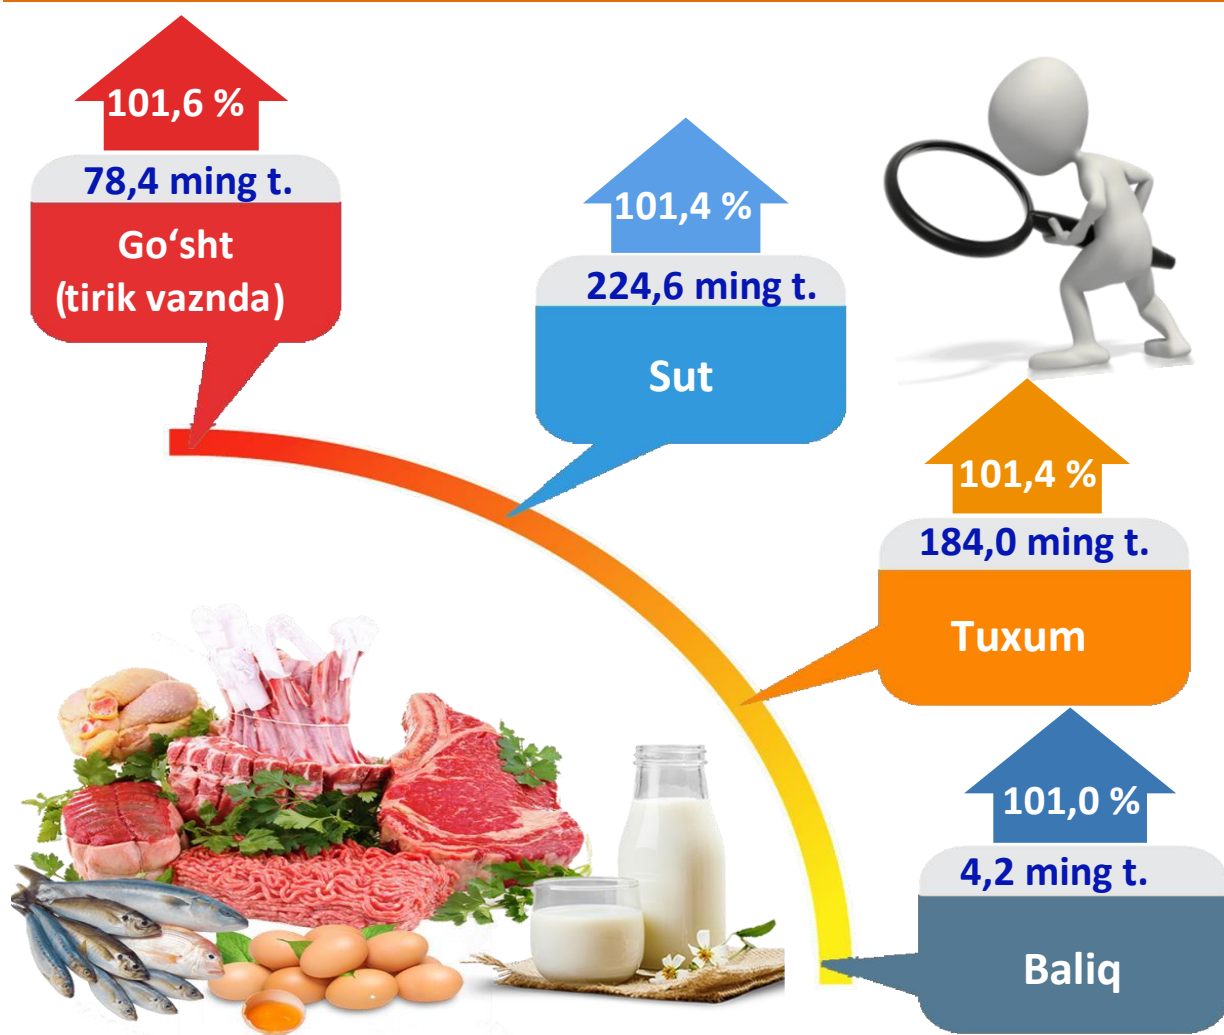 101,6 %
78,4 ming t.
Go‘sht
(tirik vaznda)
101,4 %
224,6 ming t.
Sut
101,4 %
184,0 ming t.
Tuxum
101,0 %
4,2 ming t.
Baliq